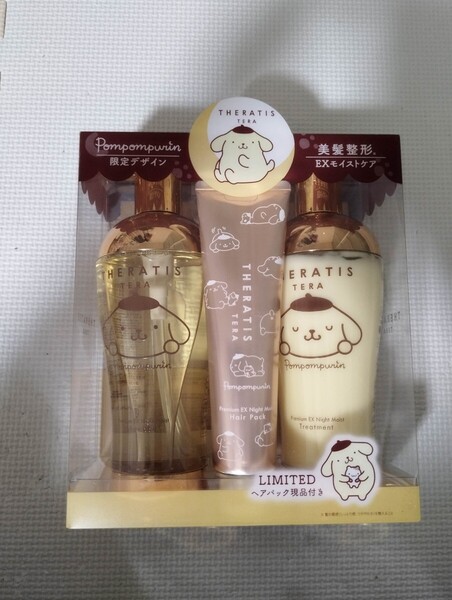 THERATIS
TERA
Pompompurin
限定デザイン
美髪整形。
EXモイストケア
THERATIS
TERA
THERATIS
TERA
Pompompurin
Premium EX Night Moist
Hair Pack
THERATIS
TERA
Pompompurin
Premium EX Night Moist
Treatment
LIMITED
ヘアパック現品付き